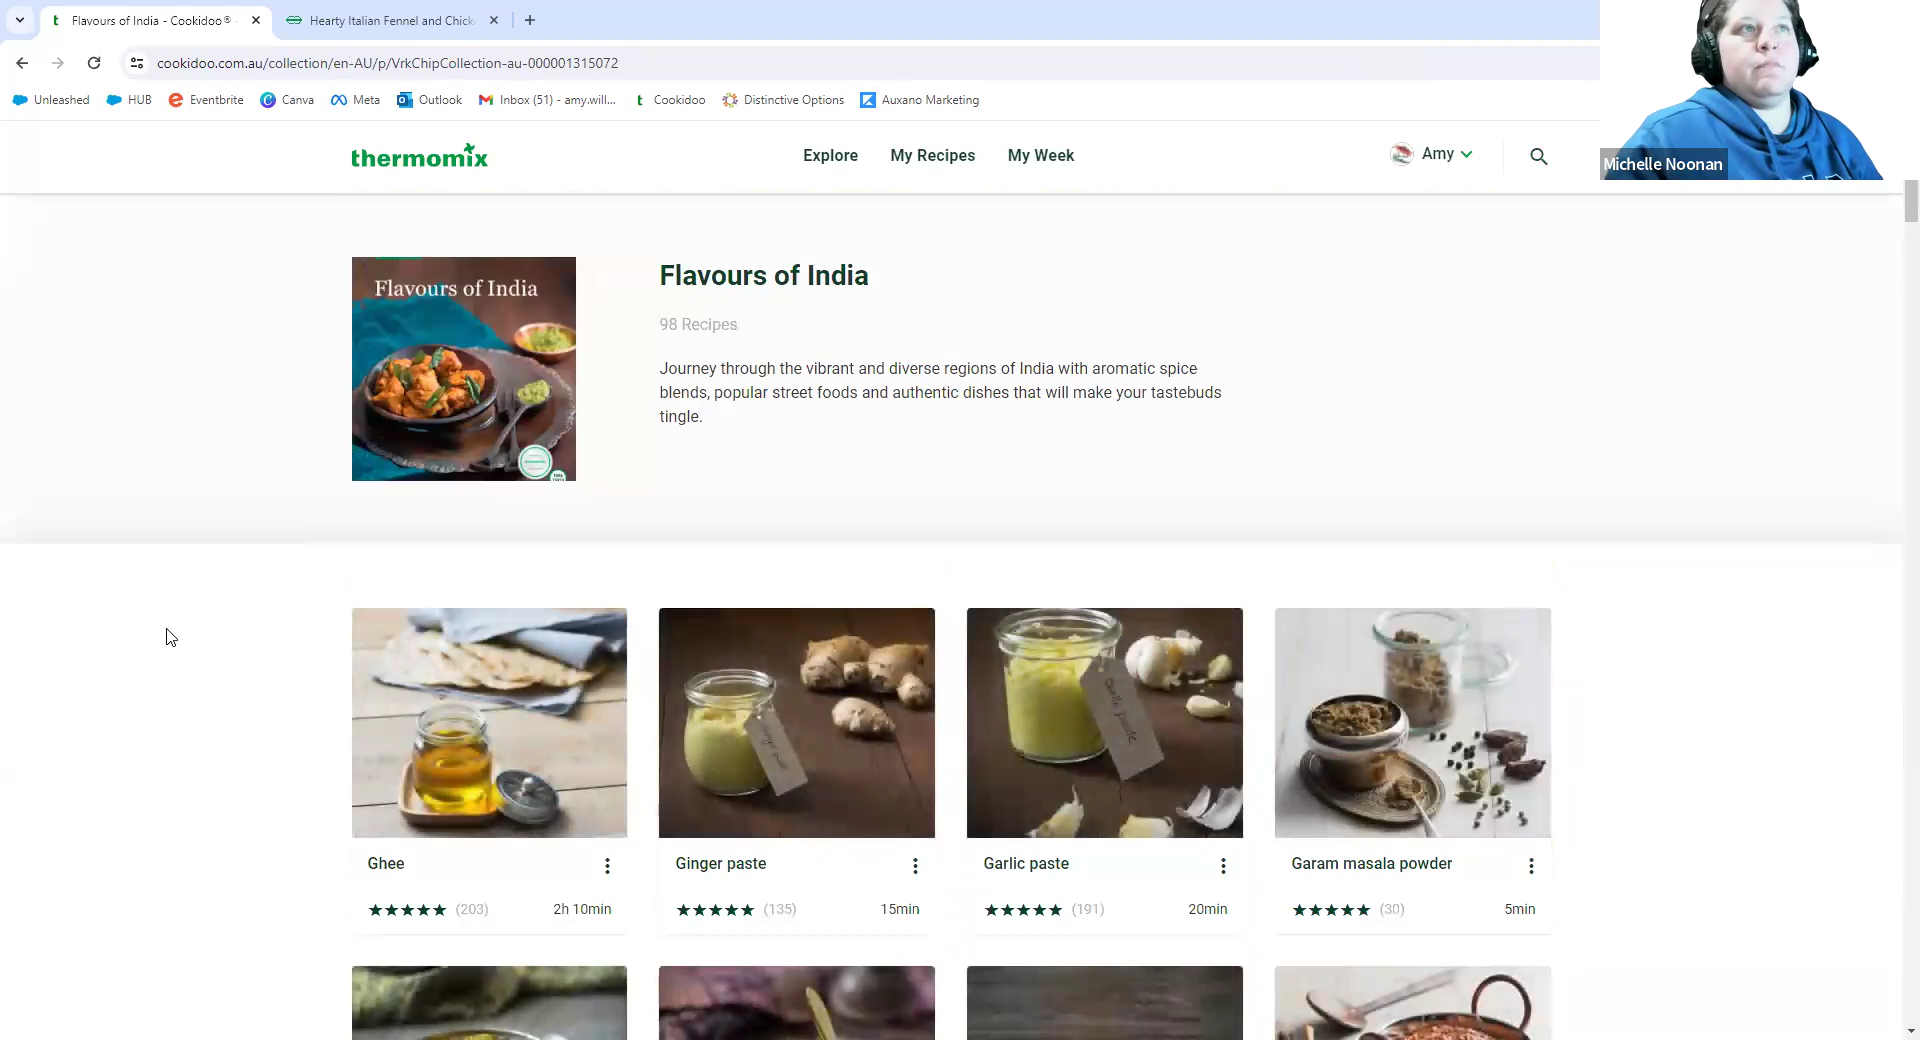 Flavours of India - Cookidoo®
Hearty Italian Fennel and Chick
cookidoo.com.au/collection/en-AU/p/VrkChipCollection-au-000001315072
Unleashed
HUB
Eventbrite
Canva
Meta
Outlook
Inbox (51) - amy.will...
Cookidoo
Distinctive Options
Auxano Marketing
thermomix
Explore
My Recipes
My Week
Amy
Michelle Noonan
Flavours of India
Flavours of India
98 Recipes
Journey through the vibrant and diverse regions of India with aromatic spice
blends, popular street foods and authentic dishes that will make your tastebuds
tingle.
Ghee
(203)
2h 10min
Ginger paste
(135)
15min
Garlic paste
(191)
20min
Garam masala powder
(30)
5min